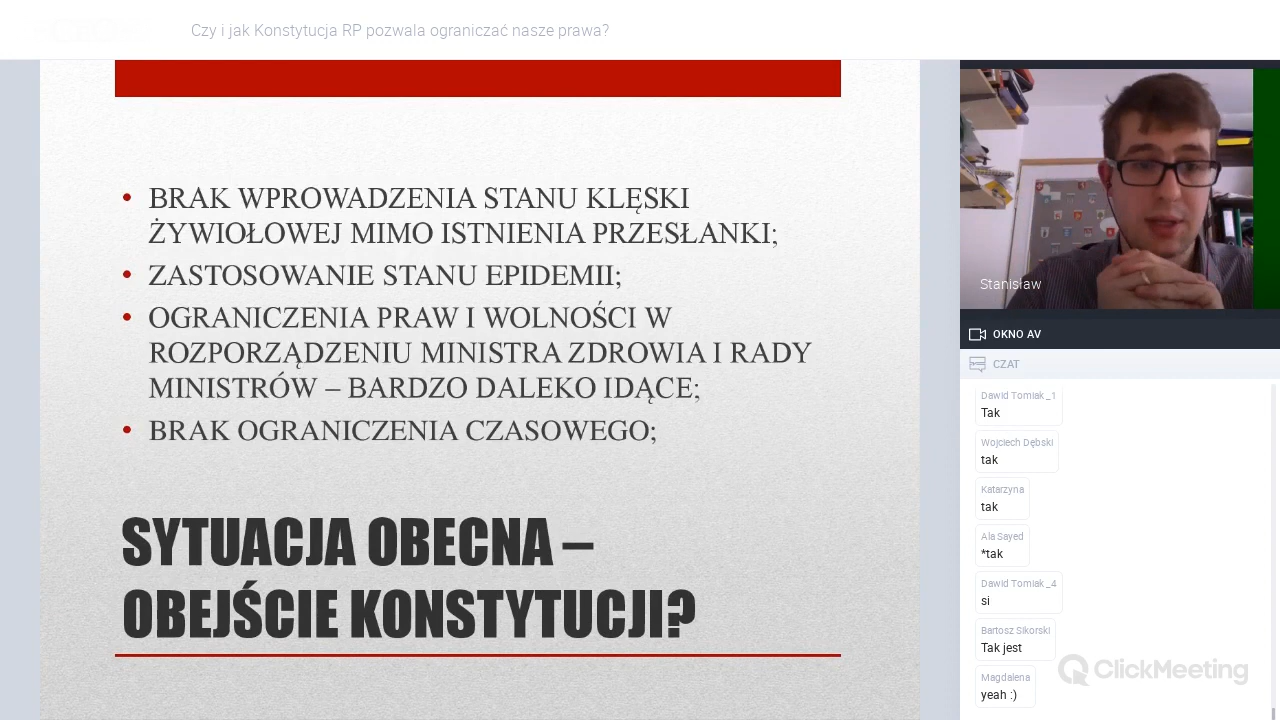 Czy i jak Konstytucja RP pozwala ograniczać nasze prawa?
BRAK WPROWADZENIA STANU KLĘSKI
ŻYWIOŁOWEJ MIMO ISTNIENIA PRZESŁANKI;
ZASTOSOWANIE STANU EPIDEMII;
OGRANICZENIA PRAW I WOLNOŚCI W
ROZPORZĄDZENIU MINISTRA ZDROWIA I RADY
MINISTRÓW – BARDZO DALEKO IDĄCE;
BRAK OGRANICZENIA CZASOWEGO;
SYTUACJA OBECNA –
OBEJŚCIE KONSTYTUCJI?
Stanisław
OKNO AV
CZAT
Dawid Tomiak_1
Tak
Wojciech Dębski
tak
Katarzyna
tak
Ala Sayed
*tak
Dawid Tomiak_4
si
Bartosz Sikorski
Tak jest
Magdalena
yeah :)
ClickMeeting